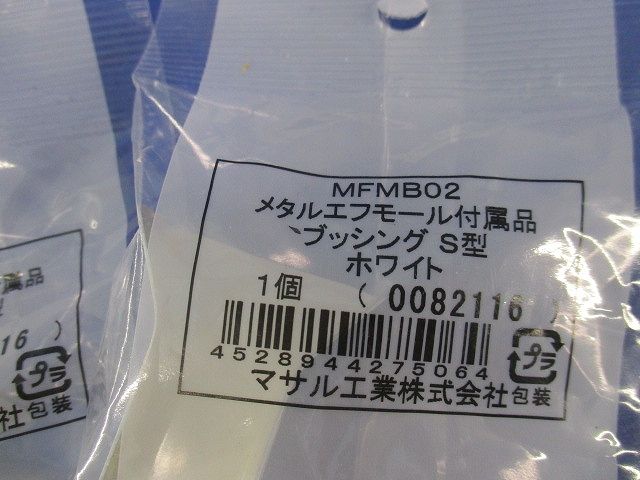 MFMB02
メタルエフモール付属品
ブッシング S型
ホワイト
1個 ( 0082116 )
4528944275064
マサル工業株式会社
プラ
包装
属品
型
16 )
プラ
社 包装